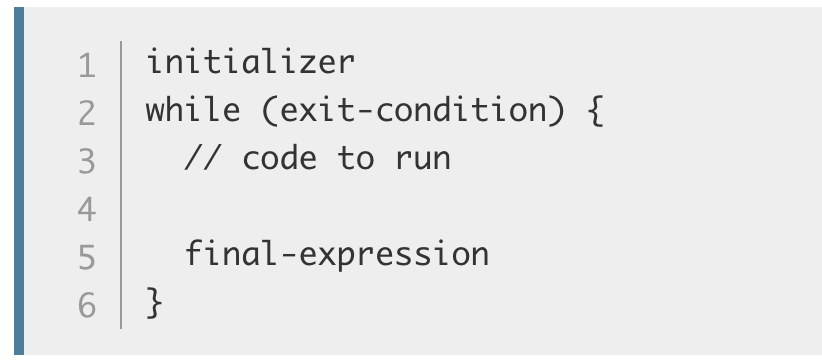 1 initializer
2 while (exit-condition) {
3   // code to run
4
5   final-expression
6 }